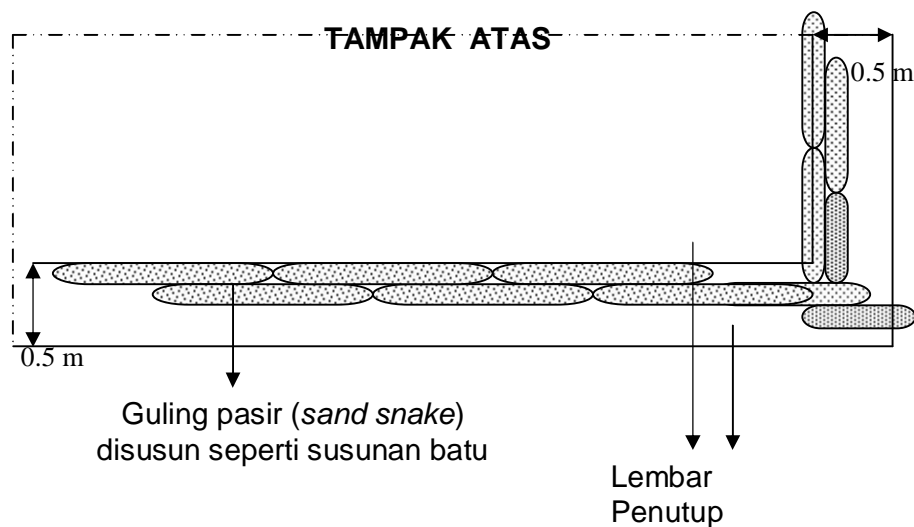 TAMPAK ATAS
0.5 m
0.5 m
Guling pasir (sand snake)
disusun seperti susunan batu
Lembar
Penutup